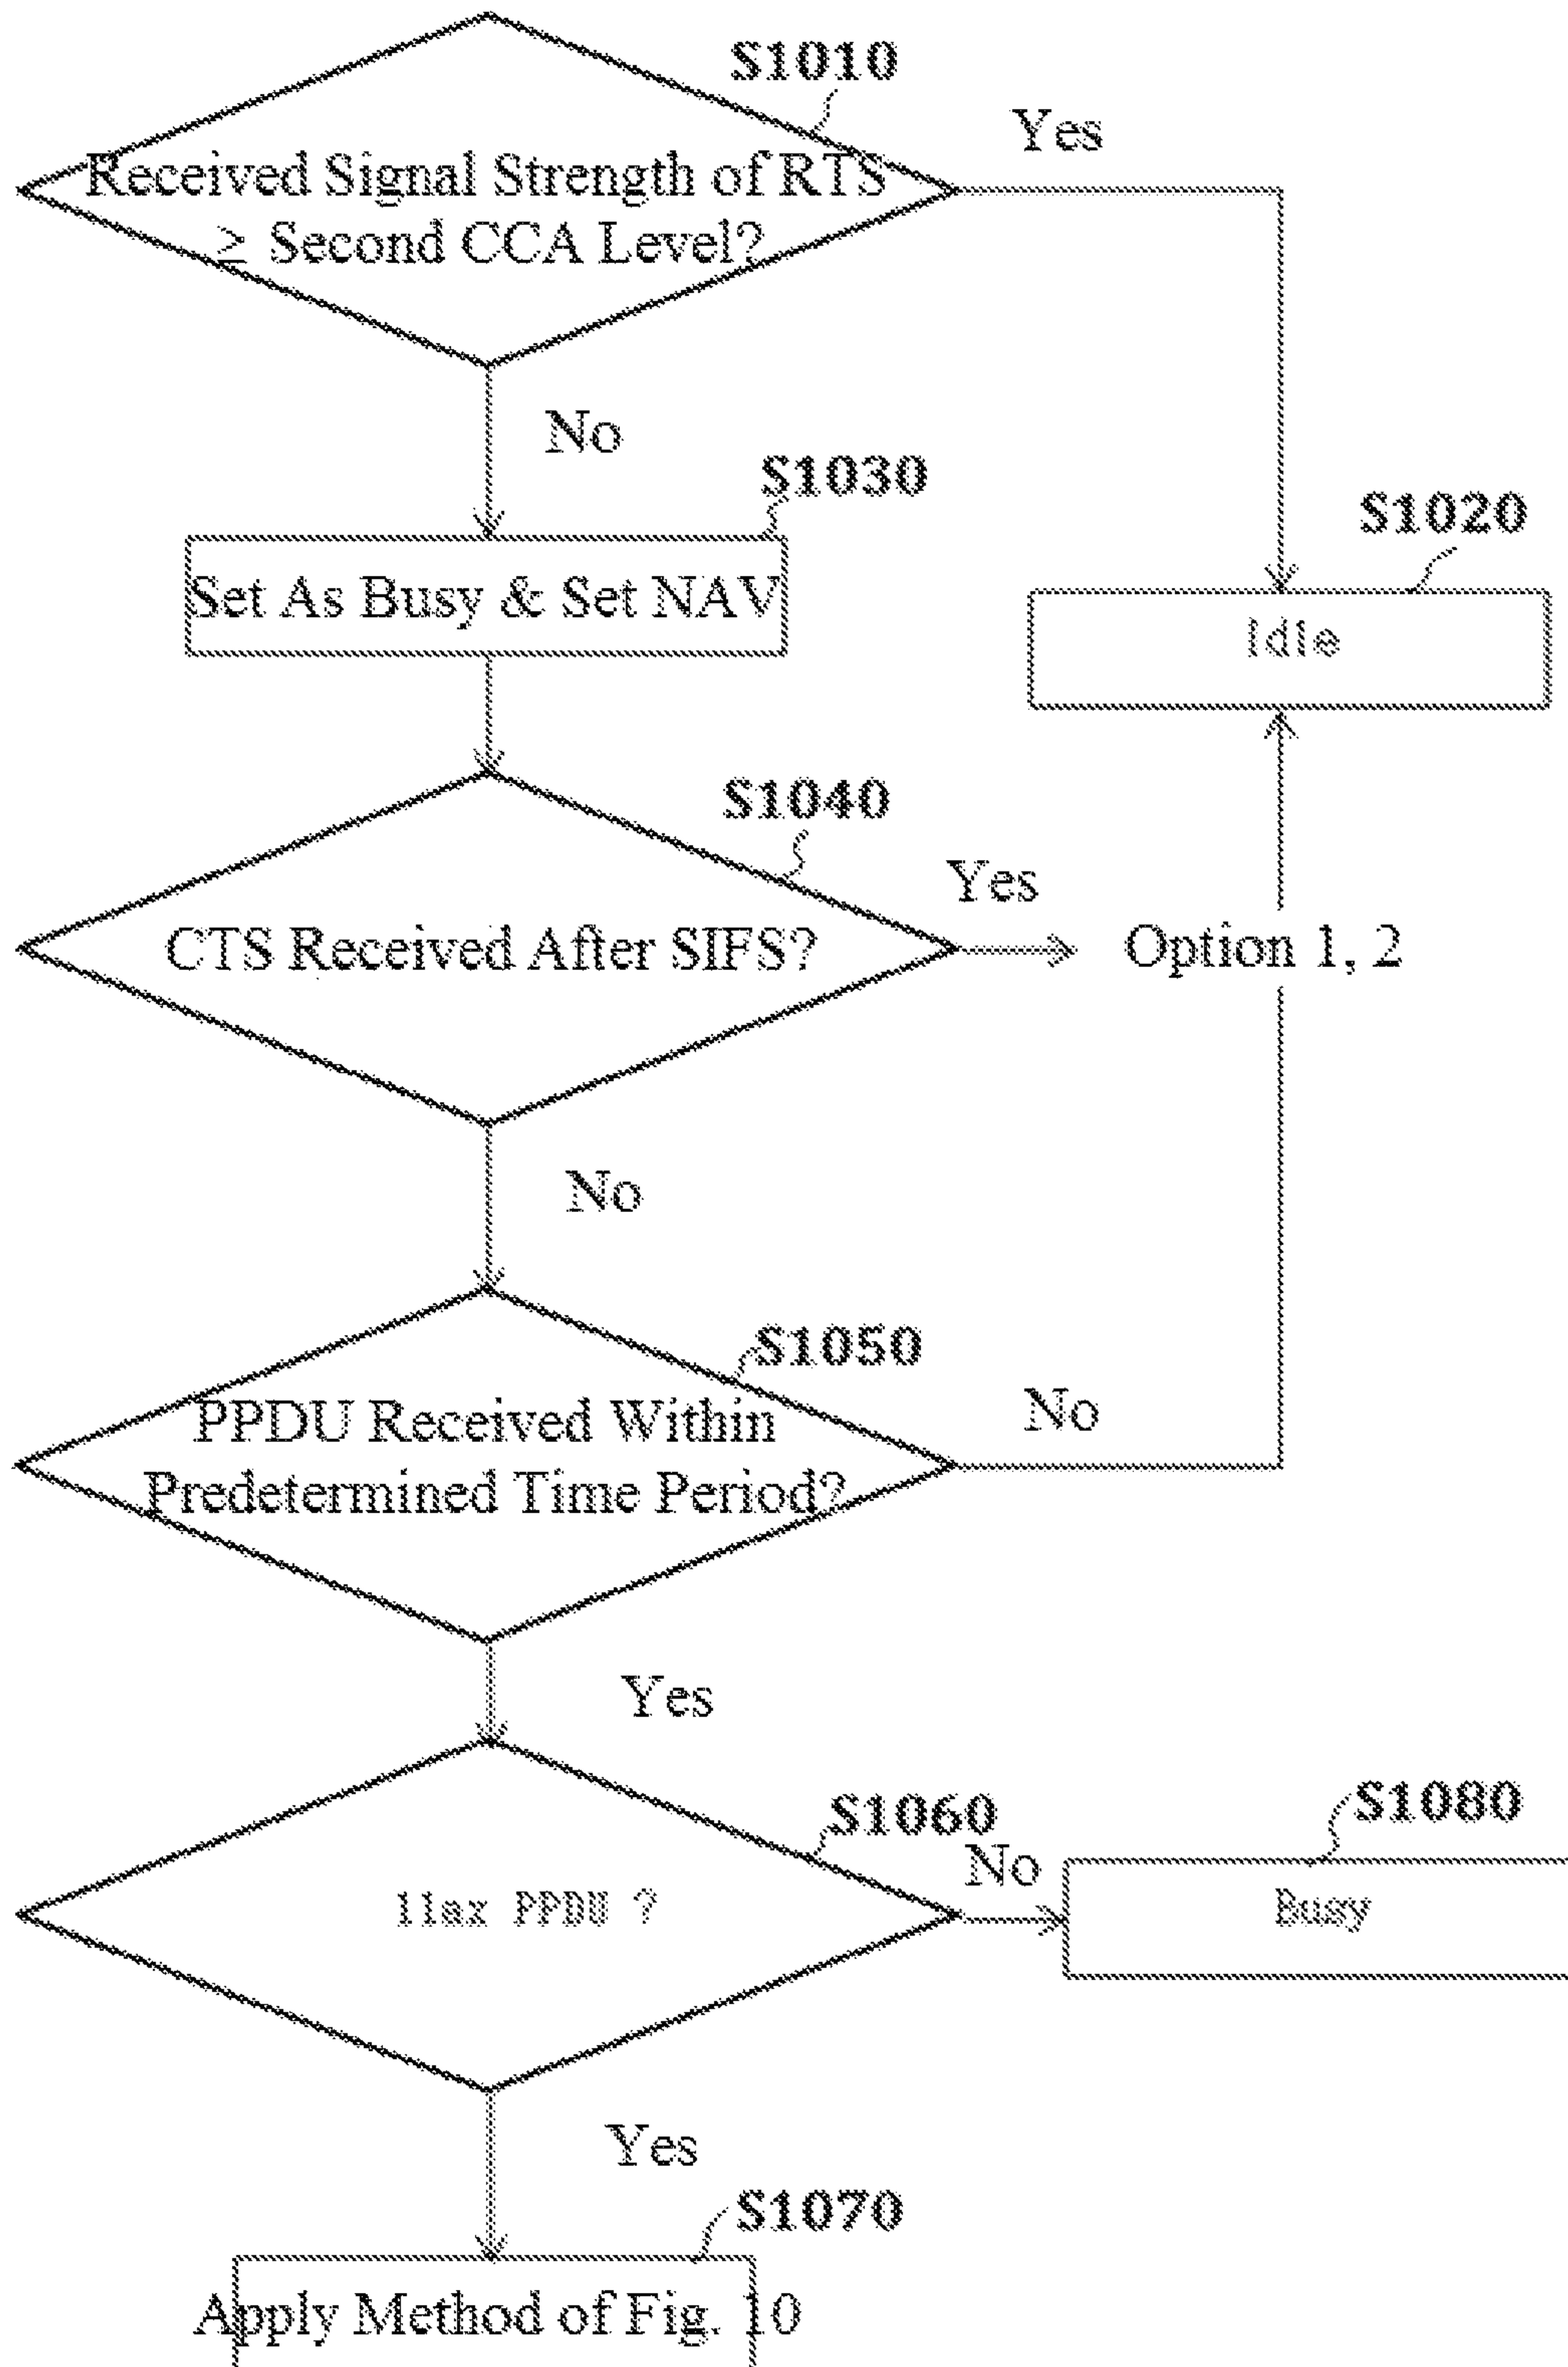 S1010
Yes
Received Signal Strength of RTS
≥ Second CCA Level?
No
S1030
S1020
Set As Busy & Set NAV
Idle
S1040
Yes
CTS Received After SIFS?
Option 1, 2
No
S1050
PPDU Received Within
No
Predetermined Time Period?
Yes
S1060
S1080
No
11ax PPDU ?
Busy
Yes
S1070
Apply Method of Fig. 10